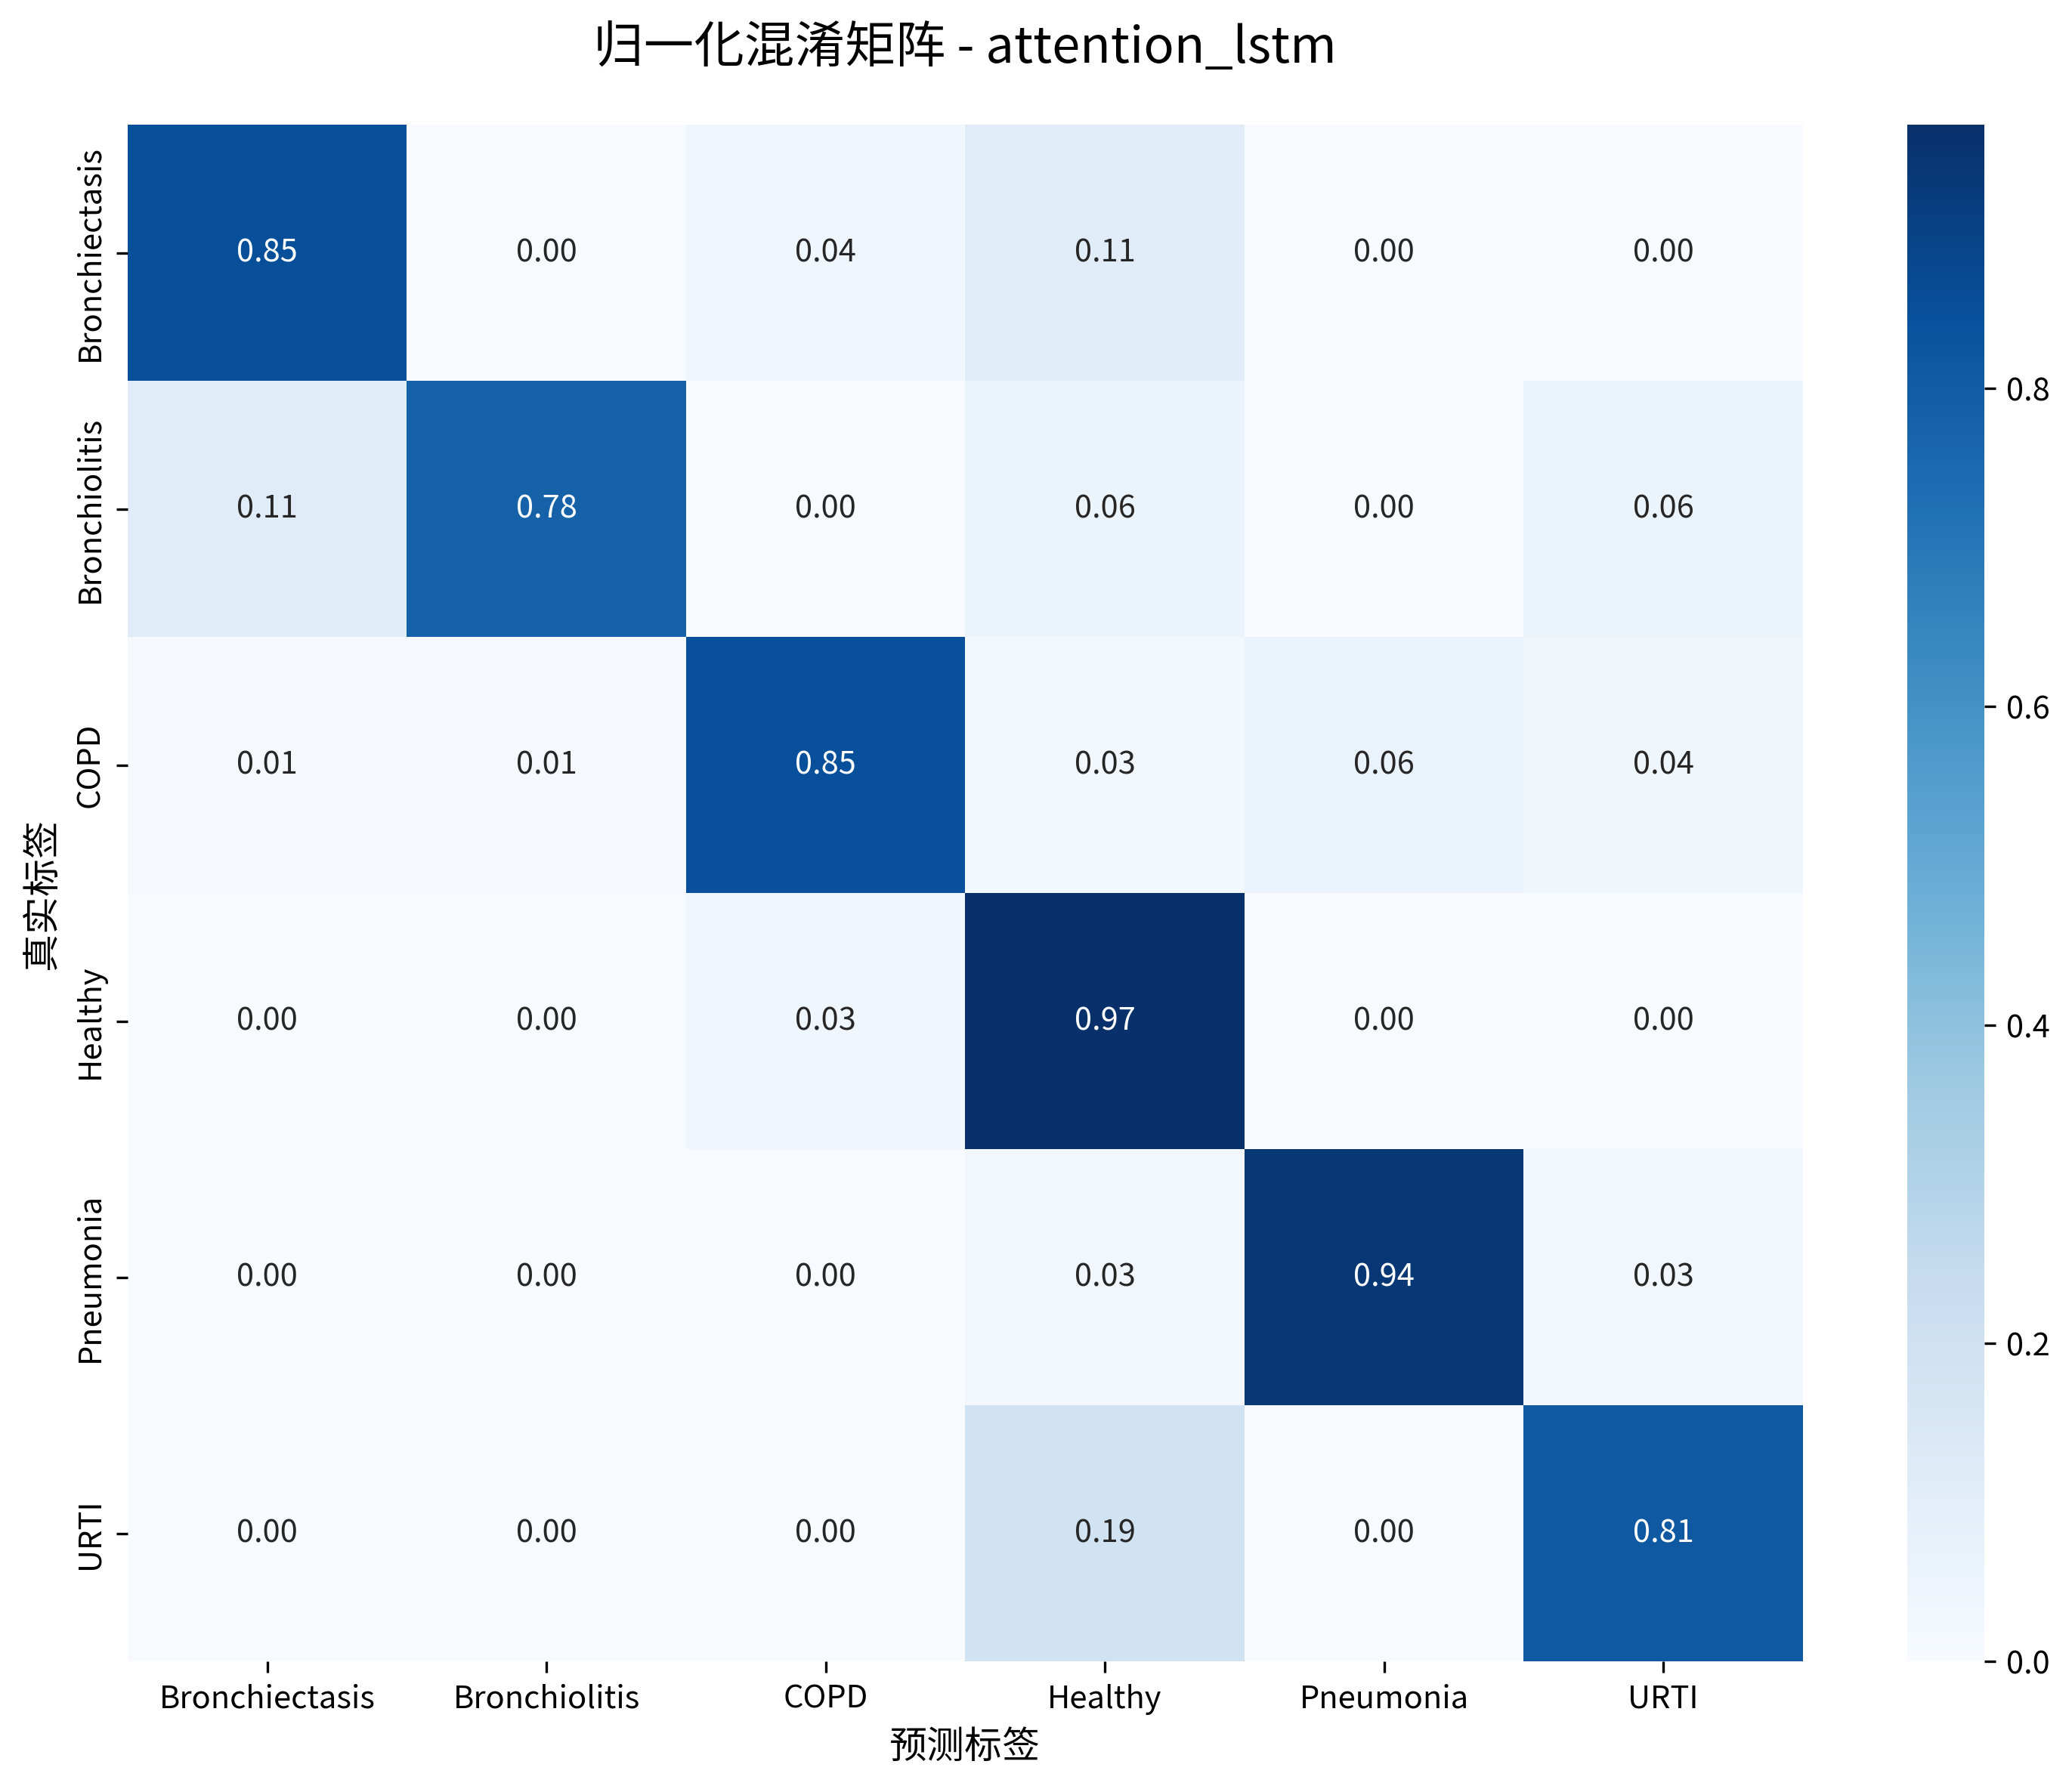 归一化混淆矩阵 - attention_lstm
真实标签
Bronchiectasis 0.85 0.00 0.04 0.11 0.00 0.00
Bronchiolitis 0.11 0.78 0.00 0.06 0.00 0.06
COPD 0.01 0.01 0.85 0.03 0.06 0.04
Healthy 0.00 0.00 0.03 0.97 0.00 0.00
Pneumonia 0.00 0.00 0.00 0.03 0.94 0.03
URTI 0.00 0.00 0.00 0.19 0.00 0.81
Bronchiectasis Bronchiolitis COPD Healthy Pneumonia URTI
预测标签
0.8
0.6
0.4
0.2
0.0